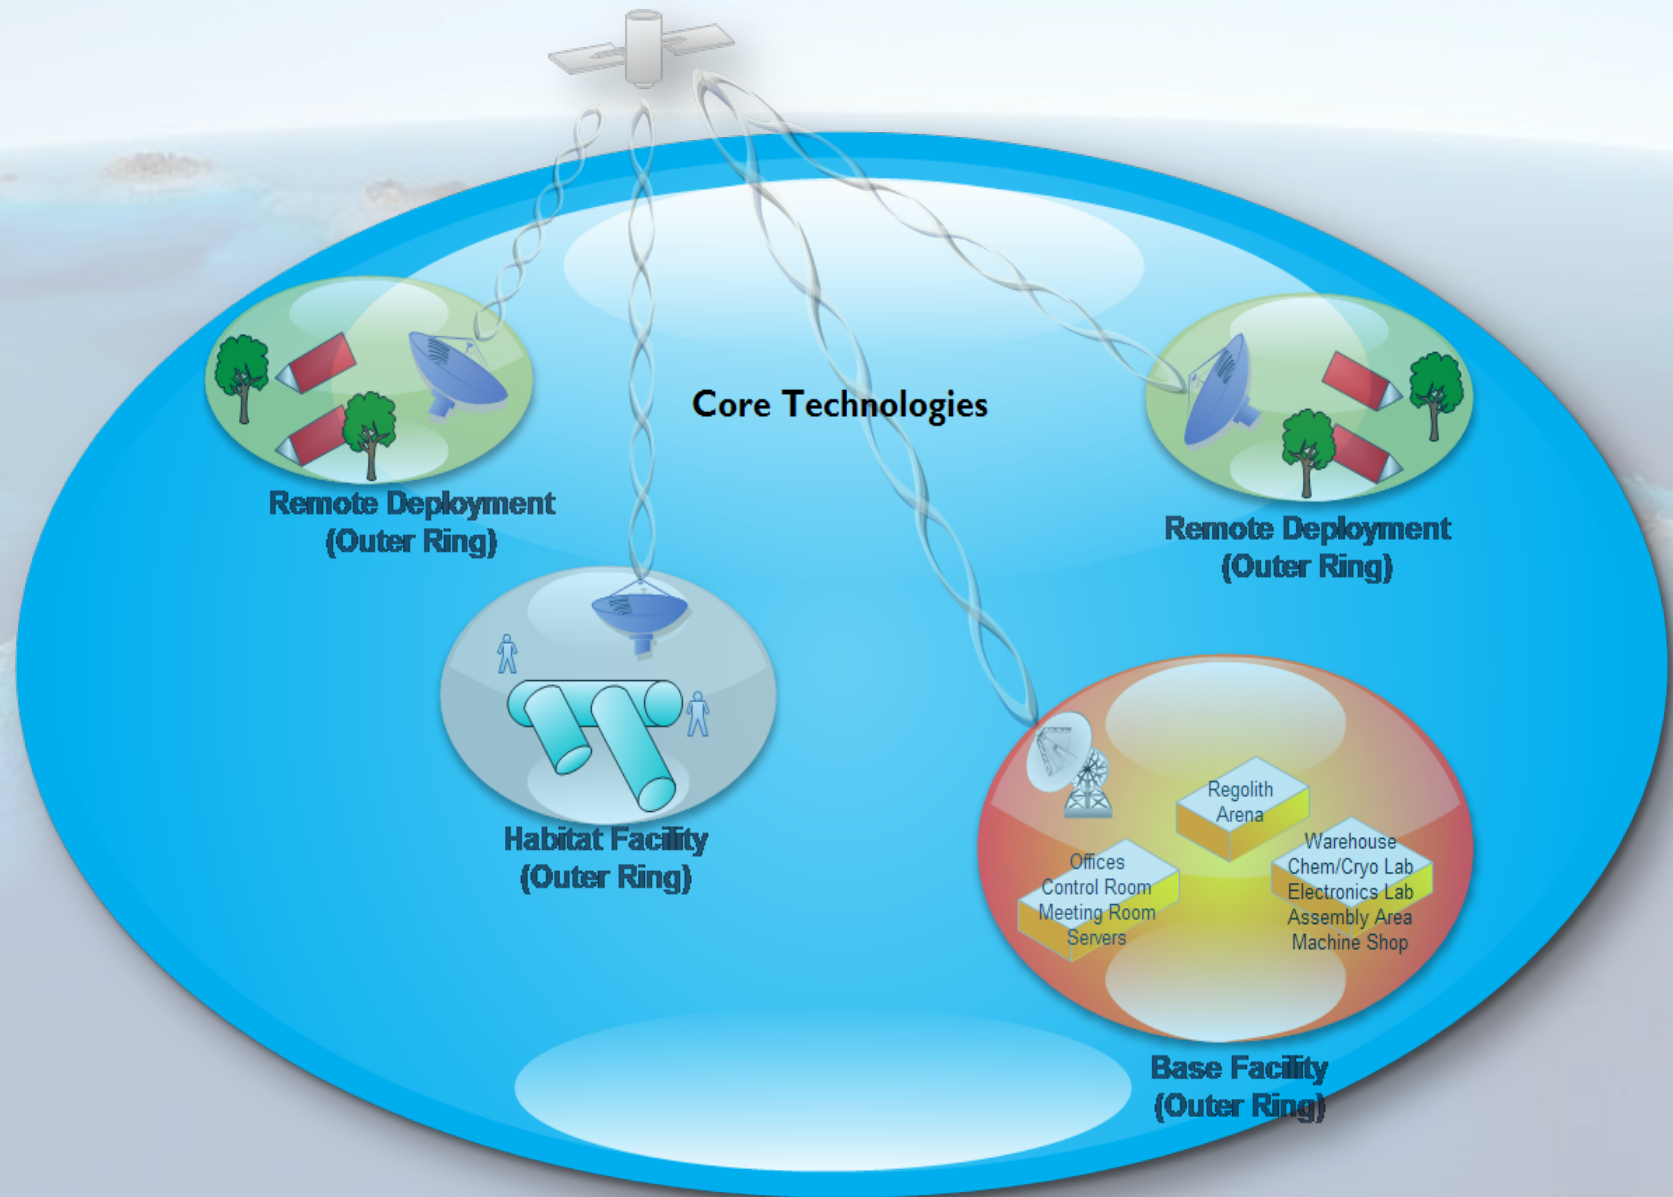 Core Technologies
Remote Deployment
(Outer Ring)
Remote Deployment
(Outer Ring)
Habitat Facility
(Outer Ring)
Regolith
Arena
Offices
Control Room
Meeting Room
Servers
Warehouse
Chem/Cryo Lab
Electronics Lab
Assembly Area
Machine Shop
Base Facility
(Outer Ring)